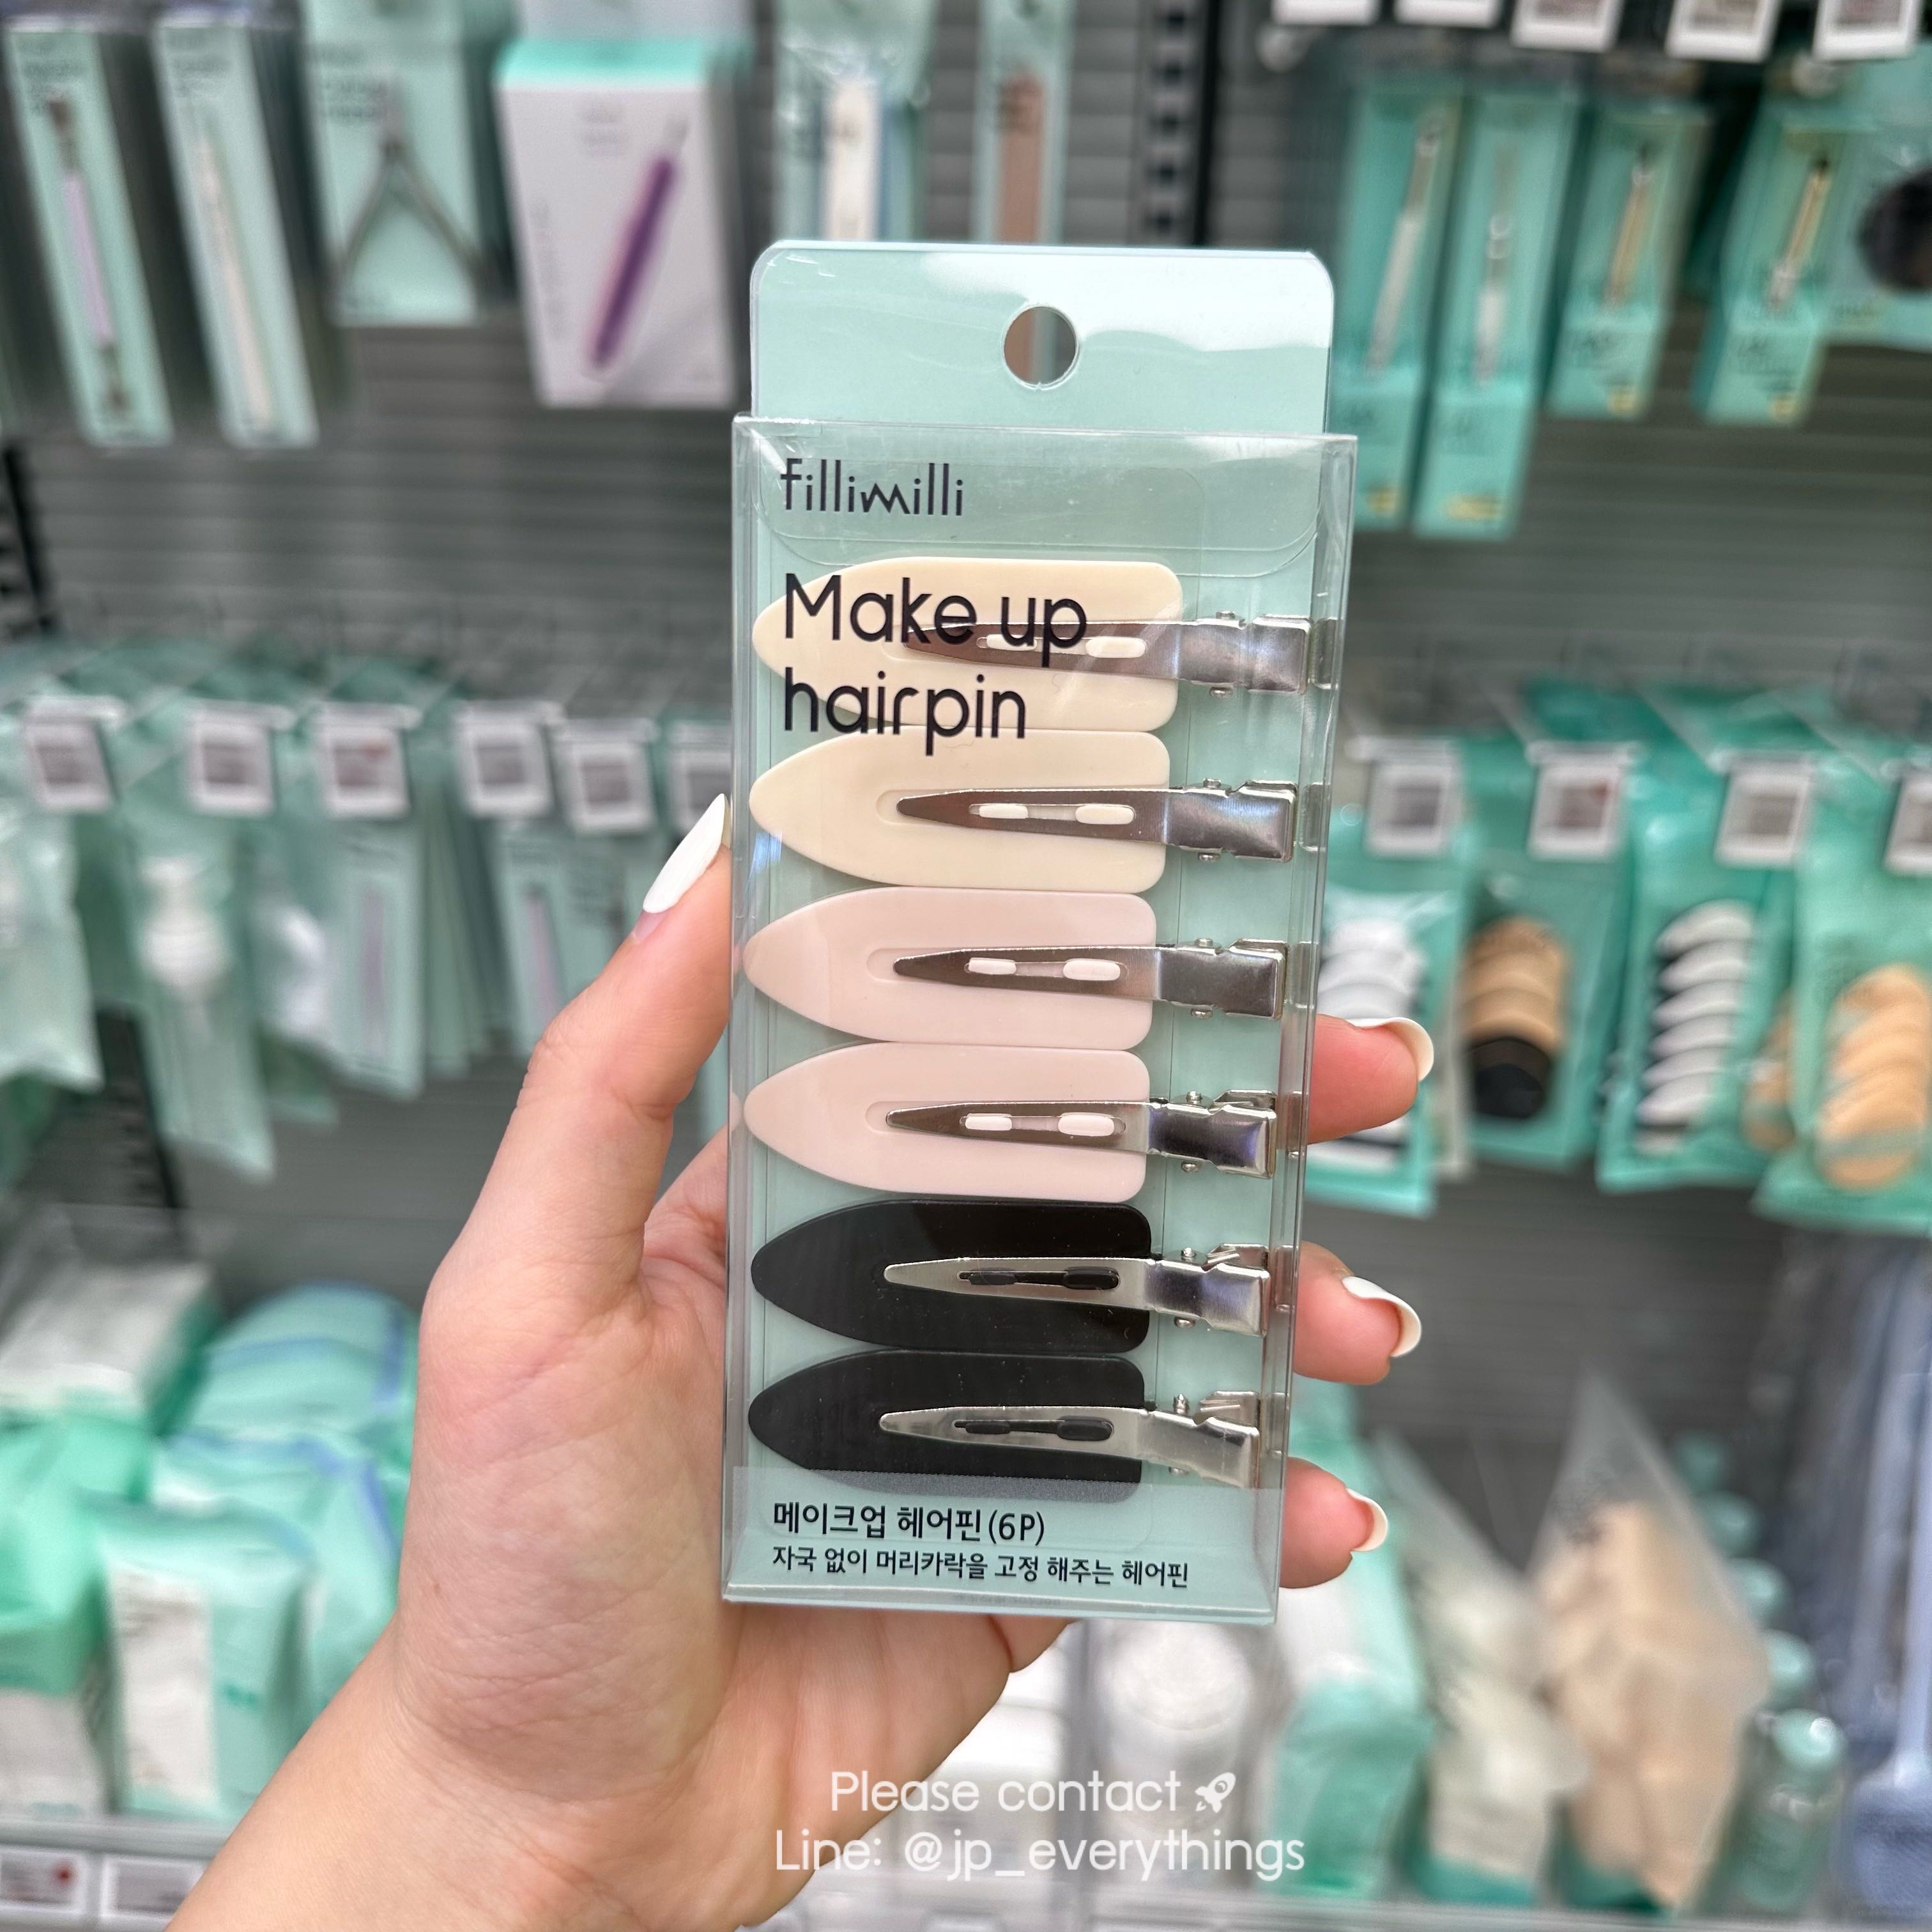 fillimilli
Make up
hairpin
메이크업 헤어핀(6P)
자국 없이 머리카락을 고정 해주는 헤어핀
Please contact
Line: @jp_everythings